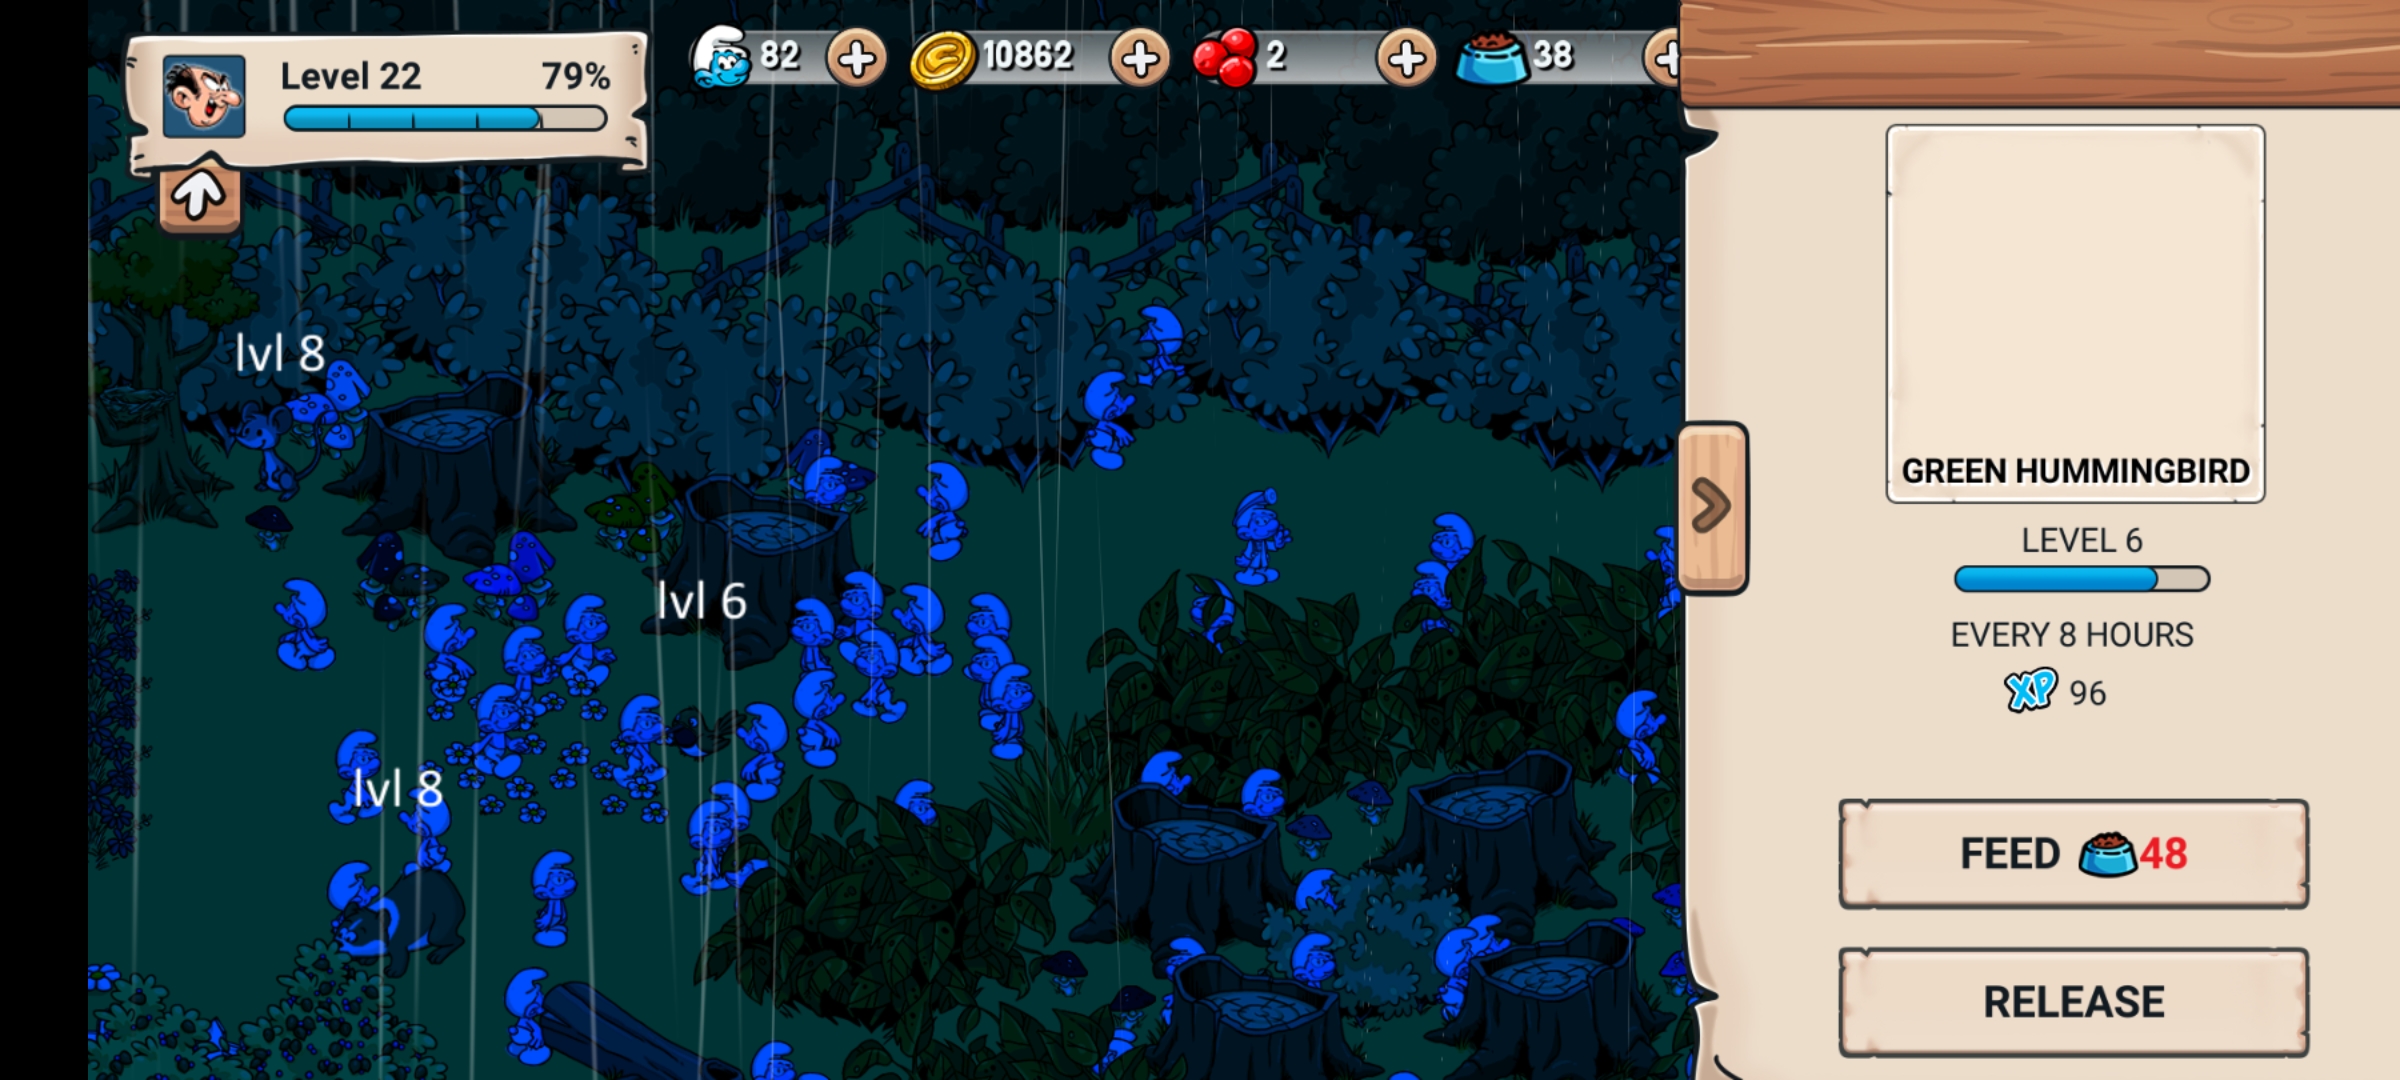 Level 22 79%
82
10862
2
38
lvl 8
lvl 6
lvl 8
GREEN HUMMINGBIRD
LEVEL 6
EVERY 8 HOURS
XP 96
FEED 48
RELEASE